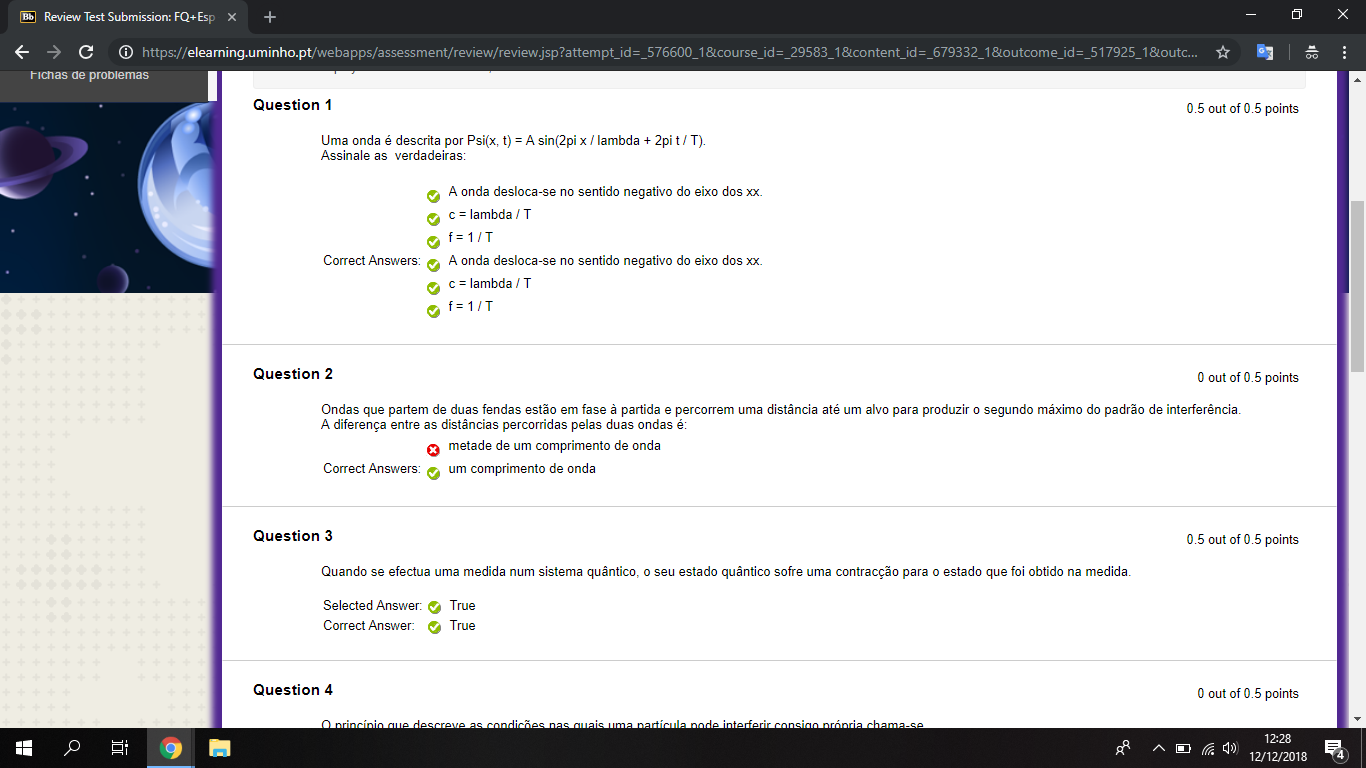 Review Test Submission: FQ+Esp
https://elearning.uminho.pt/webapps/assessment/review/review.jsp?attempt_id=_576600_1&course_id=_29583_1&content_id=_679332_1&outcome_id=_517925_1&outc...
Fichas de problemas
Question 1
0.5 out of 0.5 points
Uma onda é descrita por Psi(x, t) = A sin(2pi x / lambda + 2pi t / T).
Assinale as verdadeiras:
A onda desloca-se no sentido negativo do eixo dos xx.
c = lambda / T
f = 1 / T
Correct Answers: A onda desloca-se no sentido negativo do eixo dos xx.
c = lambda / T
f = 1 / T
Question 2
0 out of 0.5 points
Ondas que partem de duas fendas estão em fase à partida e percorrem uma distância até um alvo para produzir o segundo máximo do padrão de interferência.
A diferença entre as distâncias percorridas pelas duas ondas é:
metade de um comprimento de onda
Correct Answers: um comprimento de onda
Question 3
0.5 out of 0.5 points
Quando se efectua uma medida num sistema quântico, o seu estado quântico sofre uma contracção para o estado que foi obtido na medida.
Selected Answer: True
Correct Answer: True
Question 4
0 out of 0.5 points
O princípio que descreve as condições nas quais uma partícula pode interferir consigo própria chama-se
12:28
12/12/2018
4